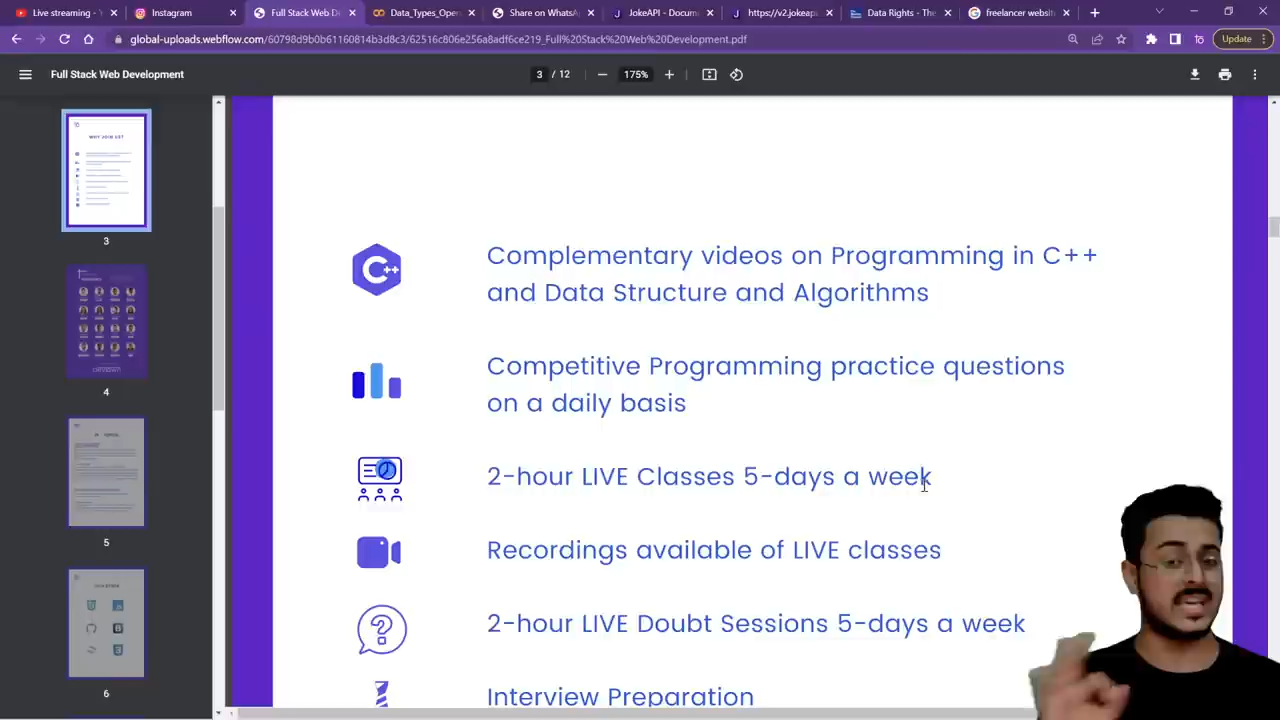 Live streaming - Y
Instagram
Full Stack Web D
Data_Types_Ope
Share on WhatsA
JokeAPI - Docum
https://v2.jokeap
Data Rights - The
freelancer websit
global-uploads.webflow.com/60798d9b0b61160814b3d8c3/62516c806e256a8adf6ce219_Full%20Stack%20Web%20Development.pdf
Update
Full Stack Web Development
3 / 12
175%
WHY JOIN US?
3
4
5
6
C++
Complementary videos on Programming in C++
and Data Structure and Algorithms
Competitive Programming practice questions
on a daily basis
2-hour LIVE Classes 5-days a week
Recordings available of LIVE classes
?
2-hour LIVE Doubt Sessions 5-days a week
Interview Preparation